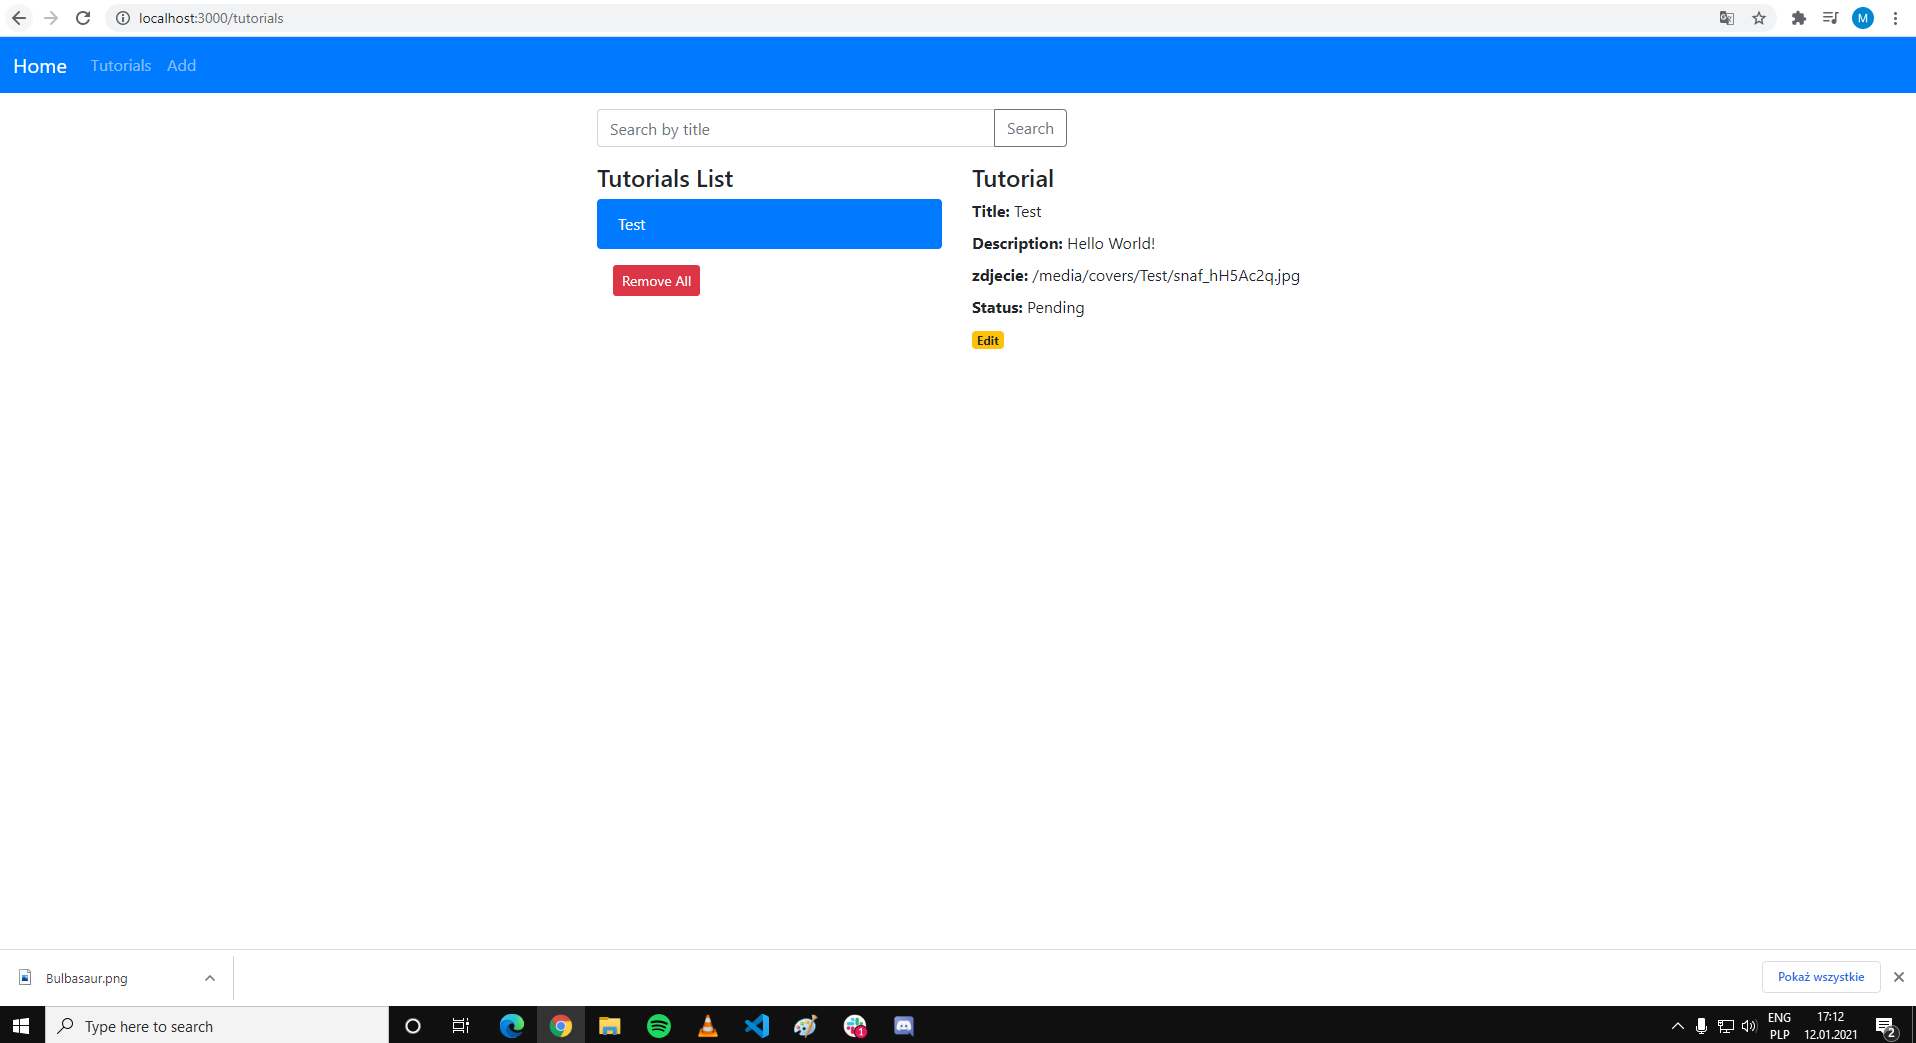 localhost:3000/tutorials
M
Home Tutorials Add
Search by title Search
Tutorials List
Test
Remove All
Tutorial
Title: Test
Description: Hello World!
zdjecie: /media/covers/Test/snaf_hH5Ac2q.jpg
Status: Pending
Edit
Bulbasaur.png
Pokaż wszystkie
Type here to search
1
ENG
PLP
17:12
12.01.2021
2